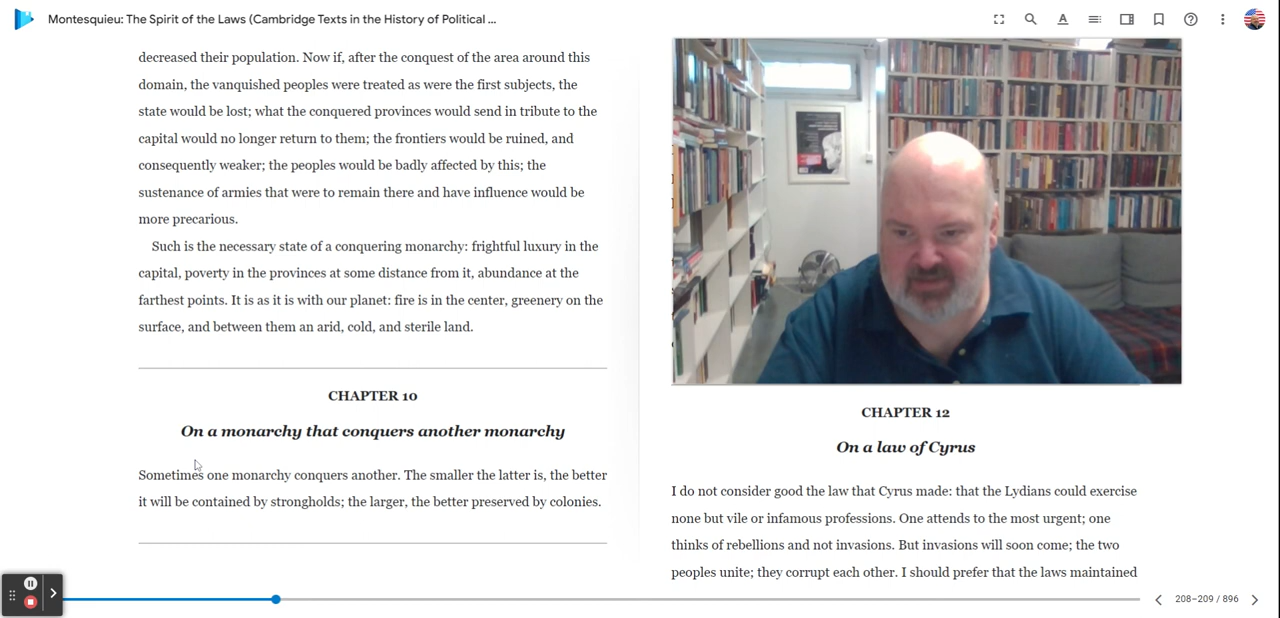 Montesquieu: The Spirit of the Laws (Cambridge Texts in the History of Political ...
decreased their population. Now if, after the conquest of the area around this
domain, the vanquished peoples were treated as were the first subjects, the
state would be lost; what the conquered provinces would send in tribute to the
capital would no longer return to them; the frontiers would be ruined, and
consequently weaker; the peoples would be badly affected by this; the
sustenance of armies that were to remain there and have influence would be
more precarious.
Such is the necessary state of a conquering monarchy: frightful luxury in the
capital, poverty in the provinces at some distance from it, abundance at the
farthest points. It is as it is with our planet: fire is in the center, greenery on the
surface, and between them an arid, cold, and sterile land.
CHAPTER 10
On a monarchy that conquers another monarchy
Sometimes one monarchy conquers another. The smaller the latter is, the better
it will be contained by strongholds; the larger, the better preserved by colonies.
CHAPTER 12
On a law of Cyrus
I do not consider good the law that Cyrus made: that the Lydians could exercise
none but vile or infamous professions. One attends to the most urgent; one
thinks of rebellions and not invasions. But invasions will soon come; the two
peoples unite; they corrupt each other. I should prefer that the laws maintained
208–209 / 896